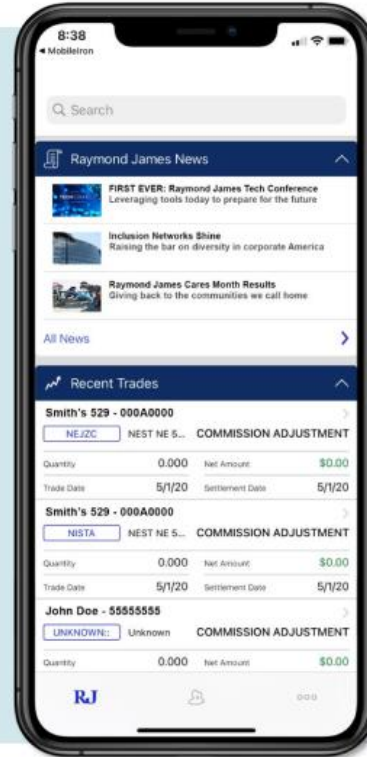 8:38
MobileIron
Search
Raymond James News
FIRST EVER: Raymond James Tech Conference
Leveraging tools today to prepare for the future
Inclusion Networks Shine
Raising the bar on diversity in corporate America
Raymond James Cares Month Results
Giving back to the communities we call home
All News
Recent Trades
Smith's 529 - 000A0000
NEJZC NEST NE 5... COMMISSION ADJUSTMENT
Quantity 0.000 Net Amount $0.00
Trade Date 5/1/20 Settlement Date 5/1/20
Smith's 529 - 000A0000
NISTA NEST NE 5... COMMISSION ADJUSTMENT
Quantity 0.000 Net Amount $0.00
Trade Date 5/1/20 Settlement Date 5/1/20
John Doe - 55555555
UNKNOWN:: Unknown COMMISSION ADJUSTMENT
Quantity 0.000 Net Amount $0.00
RJ